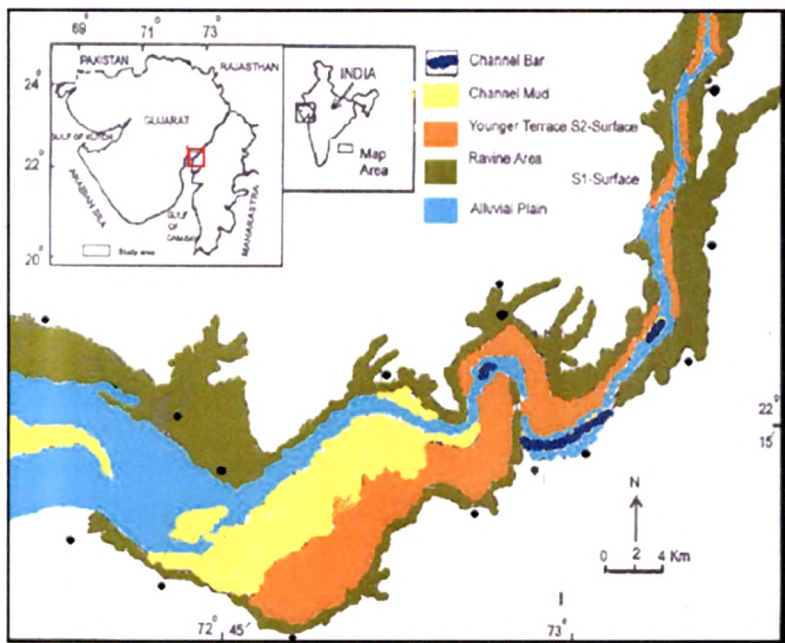 69° 71° 73°
PAKISTAN
RAJASTHAN
24°
GUJARAT
GULF OF KUTCH
22°
ARABIAN SEA
GULF
OF
CAMBAY
MAHARASTRA
20°
Study area
INDIA
Map
Area
Channel Bar
Channel Mud
Younger Terrace S2-Surface
Ravine Area
S1-Surface
Alluvial Plain
22°
15'
N
0 2 4 Km
72° 45' 73°